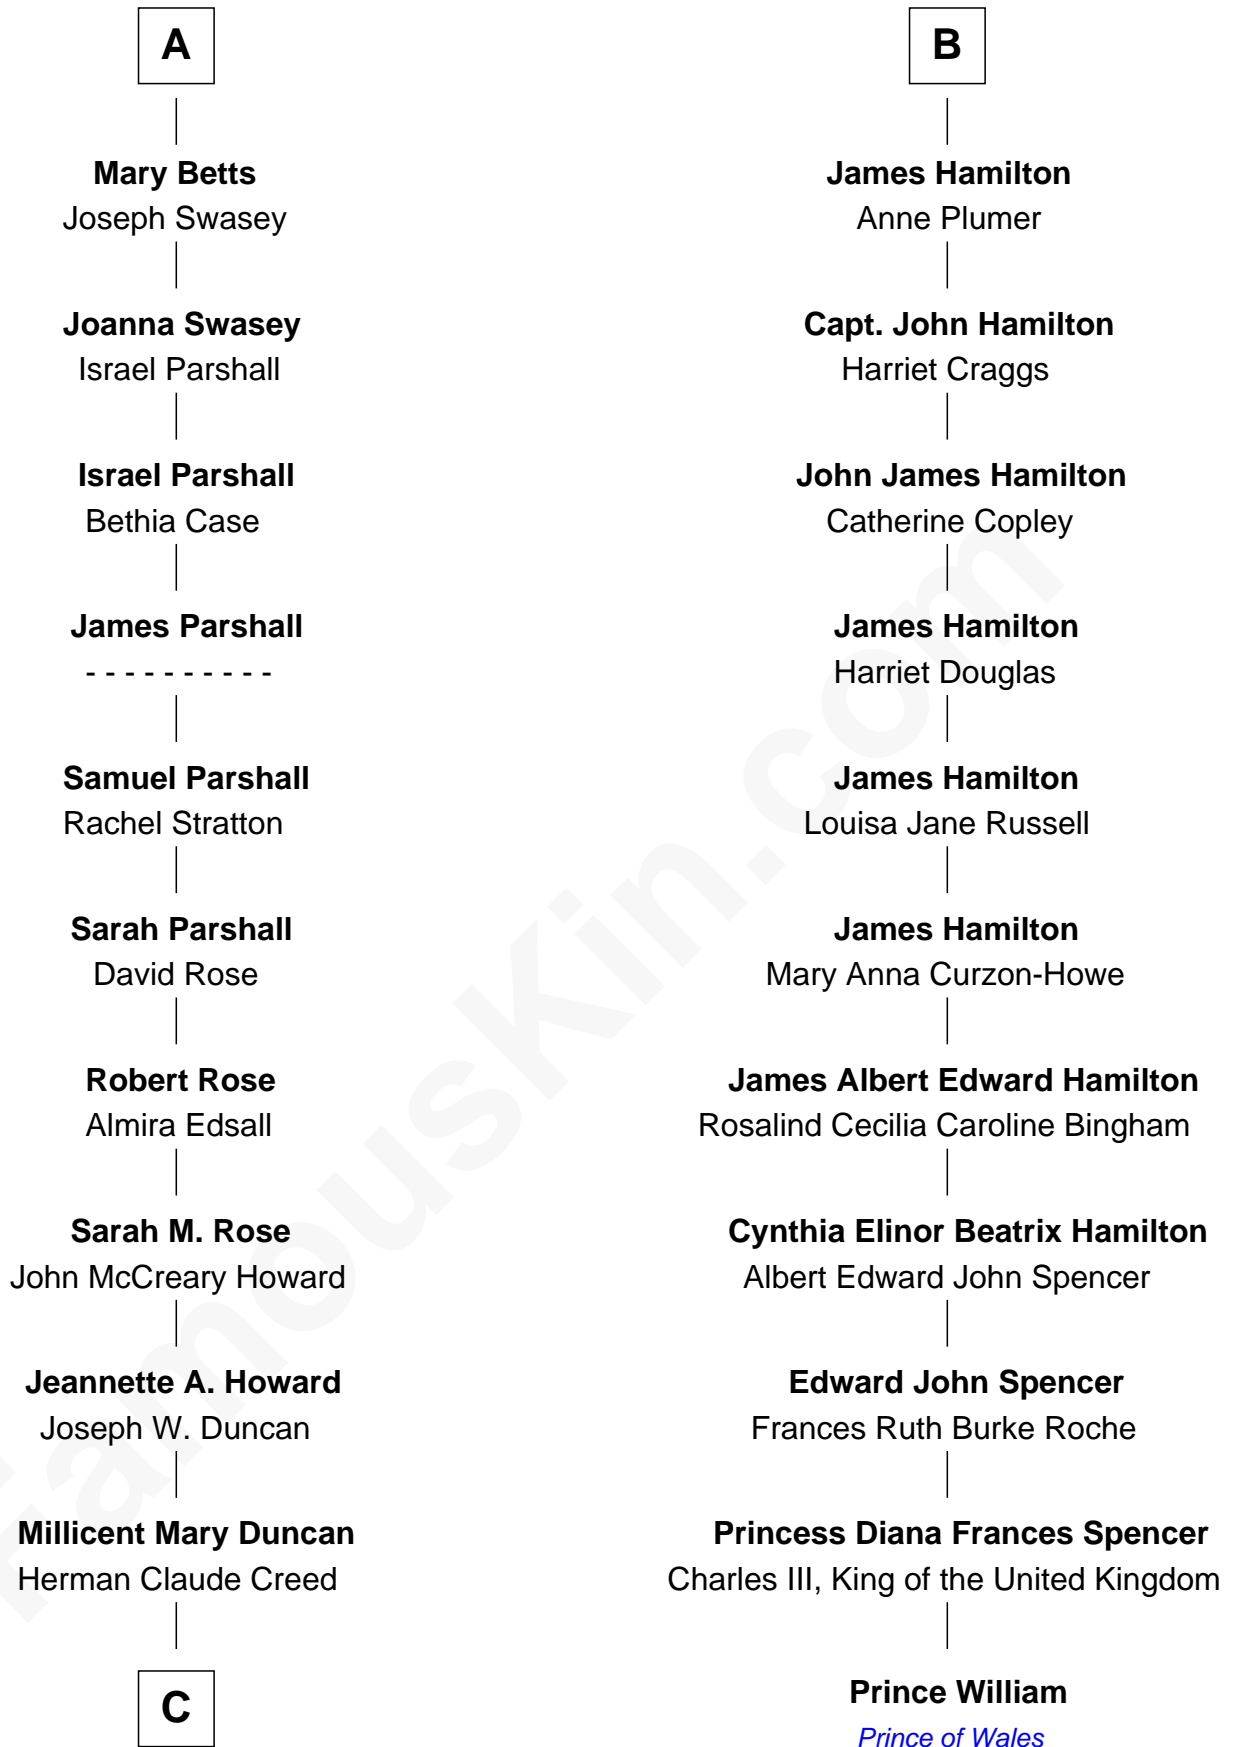 A
Mary Betts
Joseph Swasey
Joanna Swasey
Israel Parshall
Israel Parshall
Bethia Case
James Parshall
- - - - - - - - - -
Samuel Parshall
Rachel Stratton
Sarah Parshall
David Rose
Robert Rose
Almira Edsall
Sarah M. Rose
John McCreary Howard
Jeannette A. Howard
Joseph W. Duncan
Millicent Mary Duncan
Herman Claude Creed
C
B
James Hamilton
Anne Plumer
Capt. John Hamilton
Harriet Craggs
John James Hamilton
Catherine Copley
James Hamilton
Harriet Douglas
James Hamilton
Louisa Jane Russell
James Hamilton
Mary Anna Curzon-Howe
James Albert Edward Hamilton
Rosalind Cecilia Caroline Bingham
Cynthia Elinor Beatrix Hamilton
Albert Edward John Spencer
Edward John Spencer
Frances Ruth Burke Roche
Princess Diana Frances Spencer
Charles III, King of the United Kingdom
Prince William
Prince of Wales
FamousKin.com